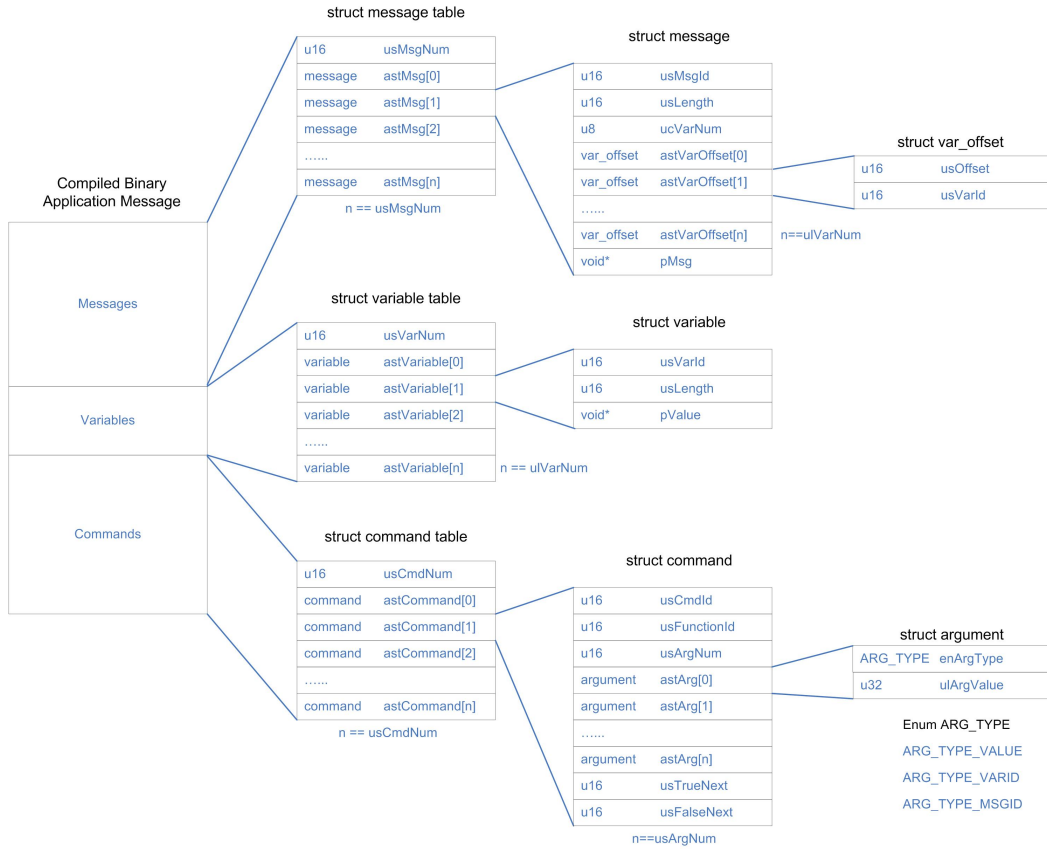 Compiled Binary
Application Message
Messages
Variables
Commands
struct message table
u16 usMsgNum
message astMsg[0]
message astMsg[1]
message astMsg[2]
…...
message astMsg[n]
n == usMsgNum
struct message
u16 usMsgId
u16 usLength
u8 ucVarNum
var_offset astVarOffset[0]
var_offset astVarOffset[1]
…...
var_offset astVarOffset[n]
n==ulVarNum
void* pMsg
struct var_offset
u16 usOffset
u16 usVarId
struct variable table
u16 usVarNum
variable astVariable[0]
variable astVariable[1]
variable astVariable[2]
…...
variable astVariable[n]
n == ulVarNum
struct variable
u16 usVarId
u16 usLength
void* pValue
struct command table
u16 usCmdNum
command astCommand[0]
command astCommand[1]
command astCommand[2]
…...
command astCommand[n]
n == usCmdNum
struct command
u16 usCmdId
u16 usFunctionId
u16 usArgNum
argument astArg[0]
argument astArg[1]
…...
argument astArg[n]
u16 usTrueNext
u16 usFalseNext
n==usArgNum
struct argument
ARG_TYPE enArgType
u32 ulArgValue
Enum ARG_TYPE
ARG_TYPE_VALUE
ARG_TYPE_VARID
ARG_TYPE_MSGID